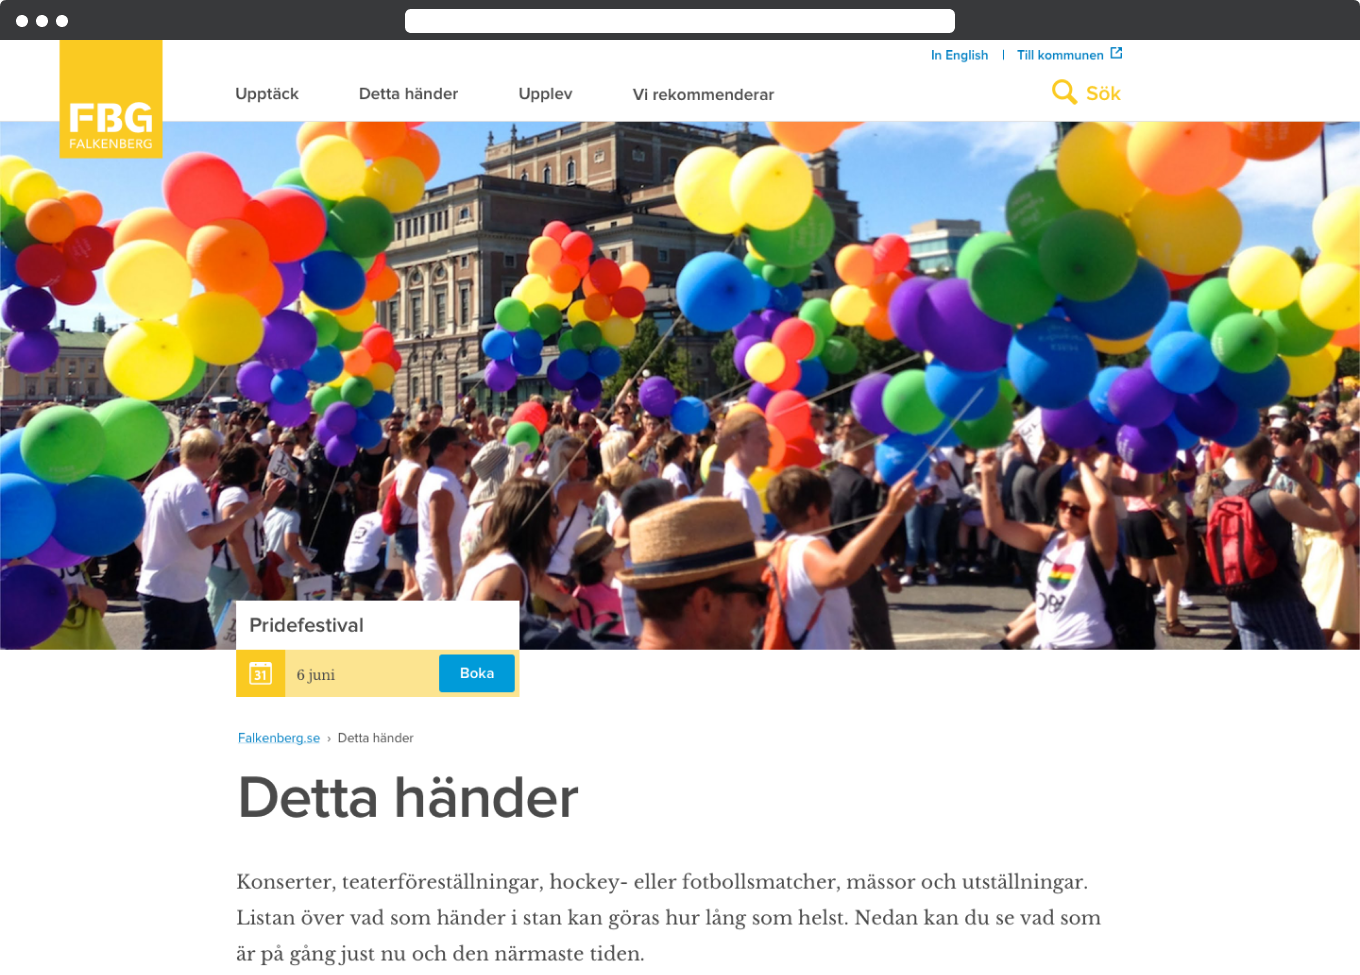 In English | Till kommunen
FBG
FALKENBERG
Upptäck Detta händer Upplev Vi rekommenderar Sök
Pridefestival
31 6 juni Boka
Falkenberg.se › Detta händer
Detta händer
Konserter, teaterföreställningar, hockey- eller fotbollsmatcher, mässor och utställningar.
Listan över vad som händer i stan kan göras hur lång som helst. Nedan kan du se vad som
är på gång just nu och den närmaste tiden.